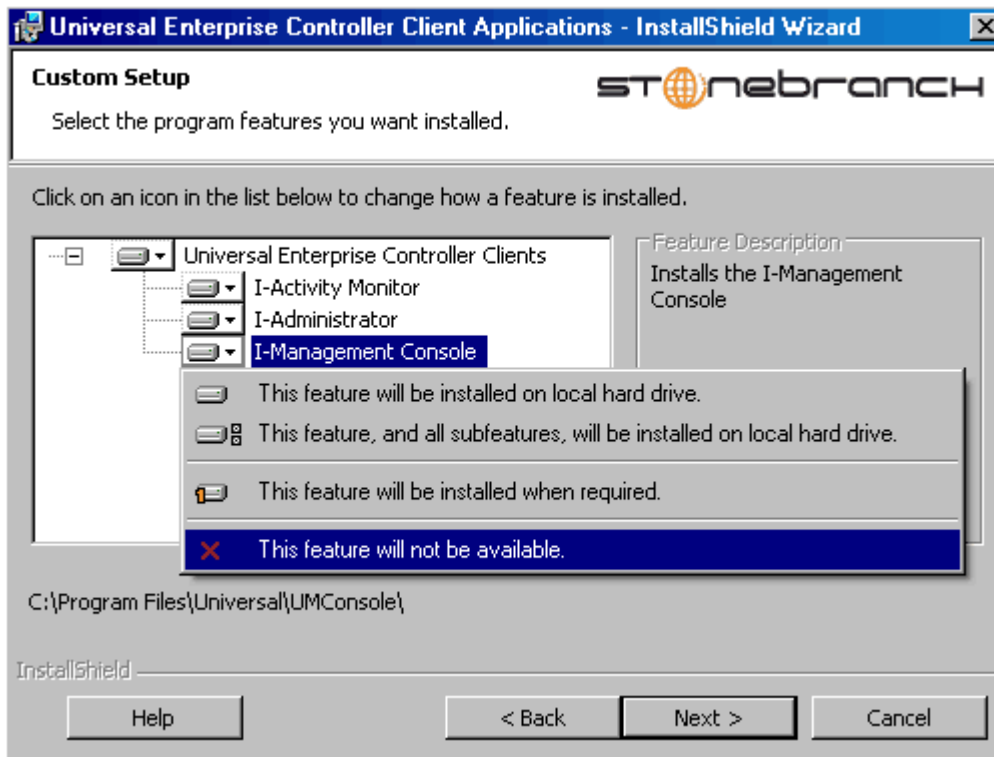 Universal Enterprise Controller Client Applications - InstallShield Wizard
Custom Setup
STONEBRANCH
Select the program features you want installed.
Click on an icon in the list below to change how a feature is installed.
Universal Enterprise Controller Clients
I-Activity Monitor
I-Administrator
I-Management Console
Feature Description
Installs the I-Management
Console
This feature will be installed on local hard drive.
This feature, and all subfeatures, will be installed on local hard drive.
This feature will be installed when required.
This feature will not be available.
C:\Program Files\Universal\UMConsole\
InstallShield
Help
< Back
Next >
Cancel